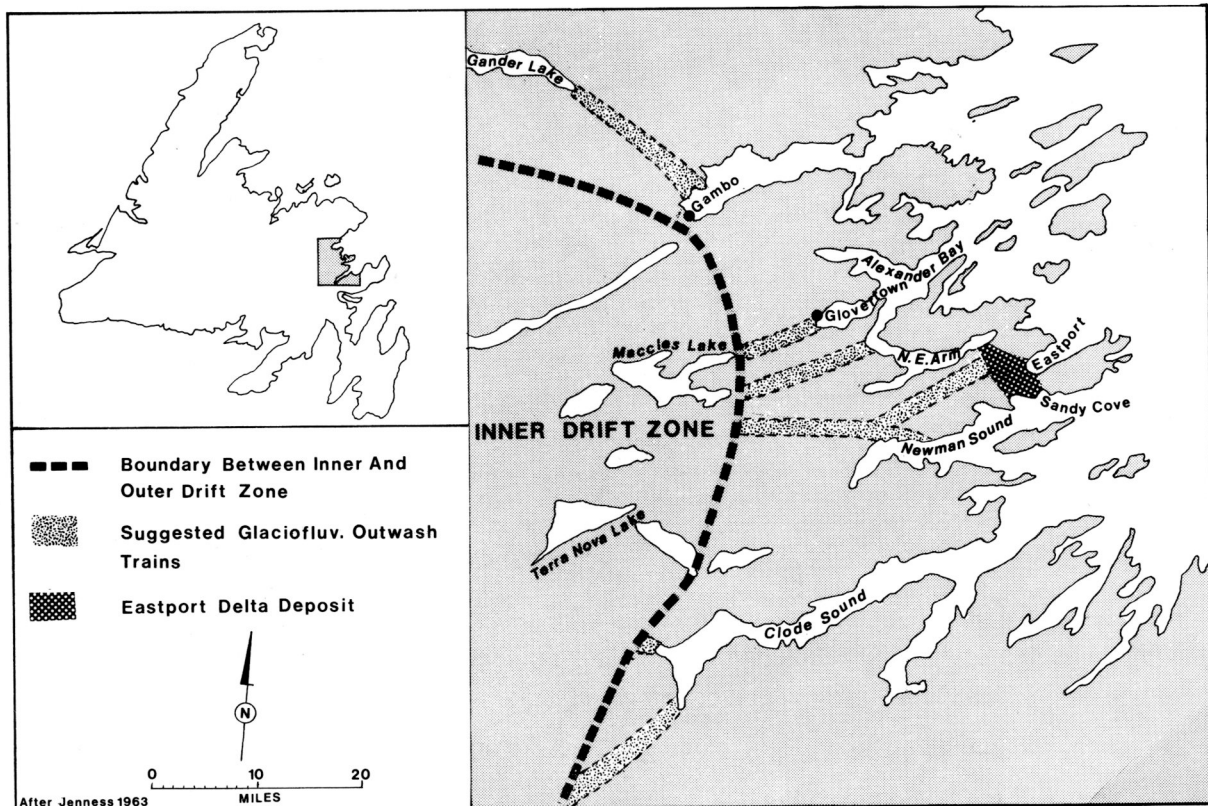 Gander Lake
Gambo
Alexander Bay
Glovertown
Maccles Lake
N.E. Arm
Eastport
Sandy Cove
INNER DRIFT ZONE
Newman Sound
Terra Nova Lake
Clode Sound
Boundary Between Inner And
Outer Drift Zone
Suggested Glaciofluv. Outwash
Trains
Eastport Delta Deposit
N
0 10 20
MILES
After Jenness 1963